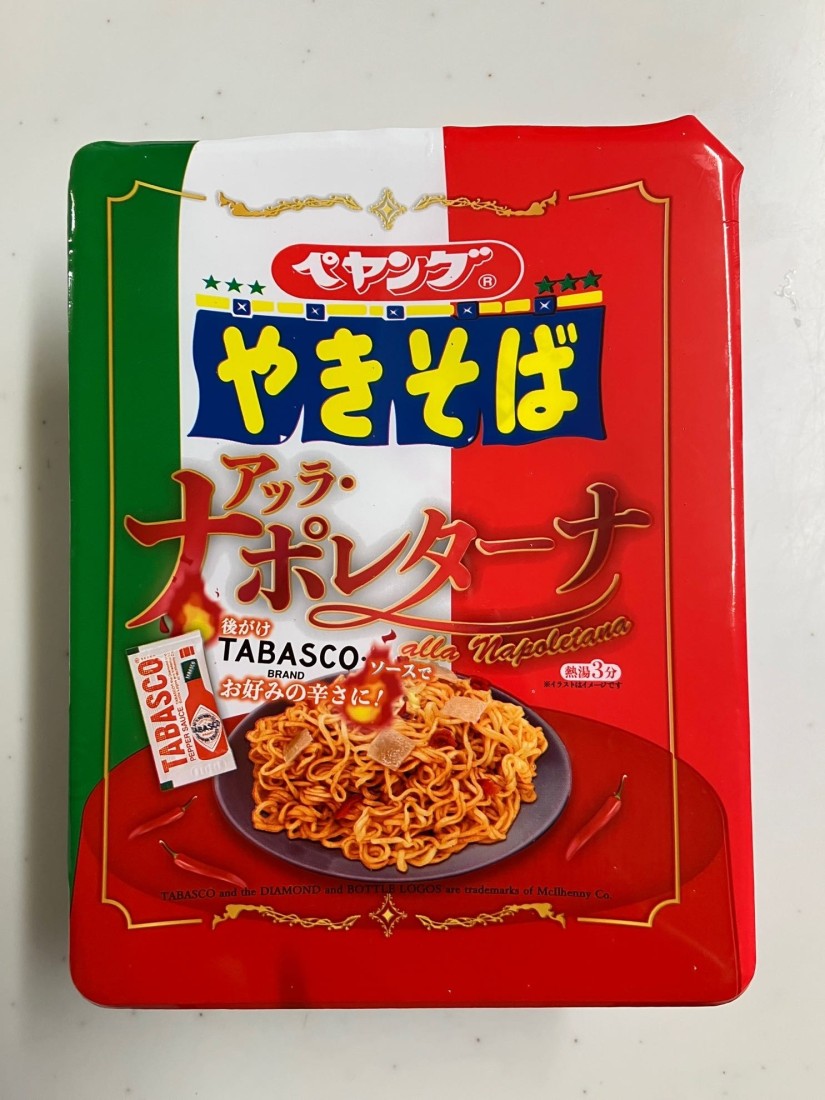 ペヤング®
やきそば
アッラ・
ナポレターナ
alla Napoletana
後がけ
TABASCO
BRAND
ソースで
お好みの辛さに!
熱湯3分
※イラストはイメージです
TABASCO
PEPPER SAUCE
TABASCO and the DIAMOND and BOTTLE LOGOS are trademarks of McIlhenny Co.